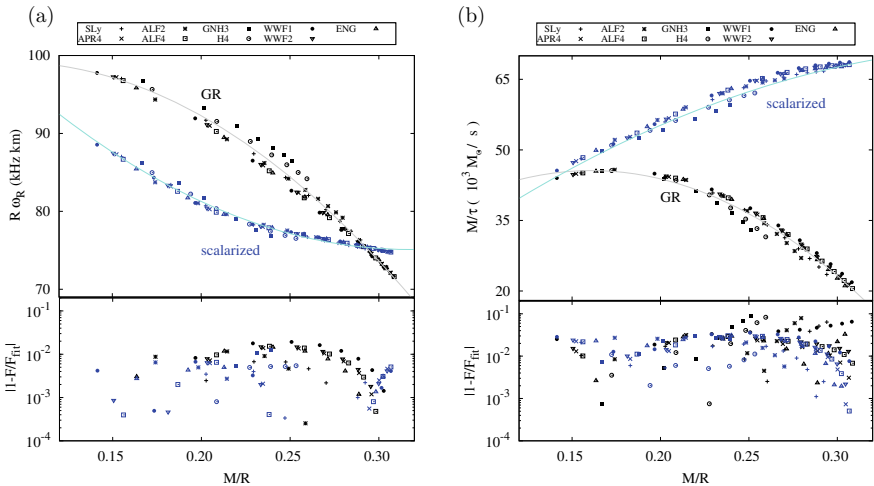 (a)
SLy ALF2 GNH3 WWF1 ENG
APR4 ALF4 H4 WWF2
100
90
80
70
R ω_R (kHz km)
GR
scalarized
10^-1
10^-2
10^-3
10^-4
|1-F/F_fit|
0.15 0.20 0.25 0.30
M/R
(b)
SLy ALF2 GNH3 WWF1 ENG
APR4 ALF4 H4 WWF2
65
50
35
20
M/τ ( 10^3 M_⊙ / s )
scalarized
GR
10^-1
10^-2
10^-3
10^-4
|1-F/F_fit|
0.15 0.20 0.25 0.30
M/R